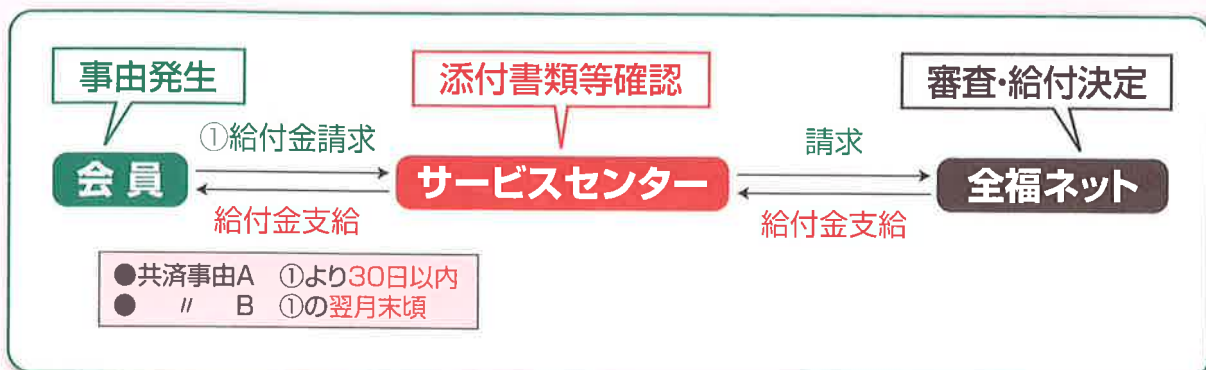 事由発生
添付書類等確認
審査・給付決定
①給付金請求
請求
会員
サービスセンター
全福ネット
給付金支給
給付金支給
●共済事由A ①より30日以内
● 〃 B ①の翌月末頃